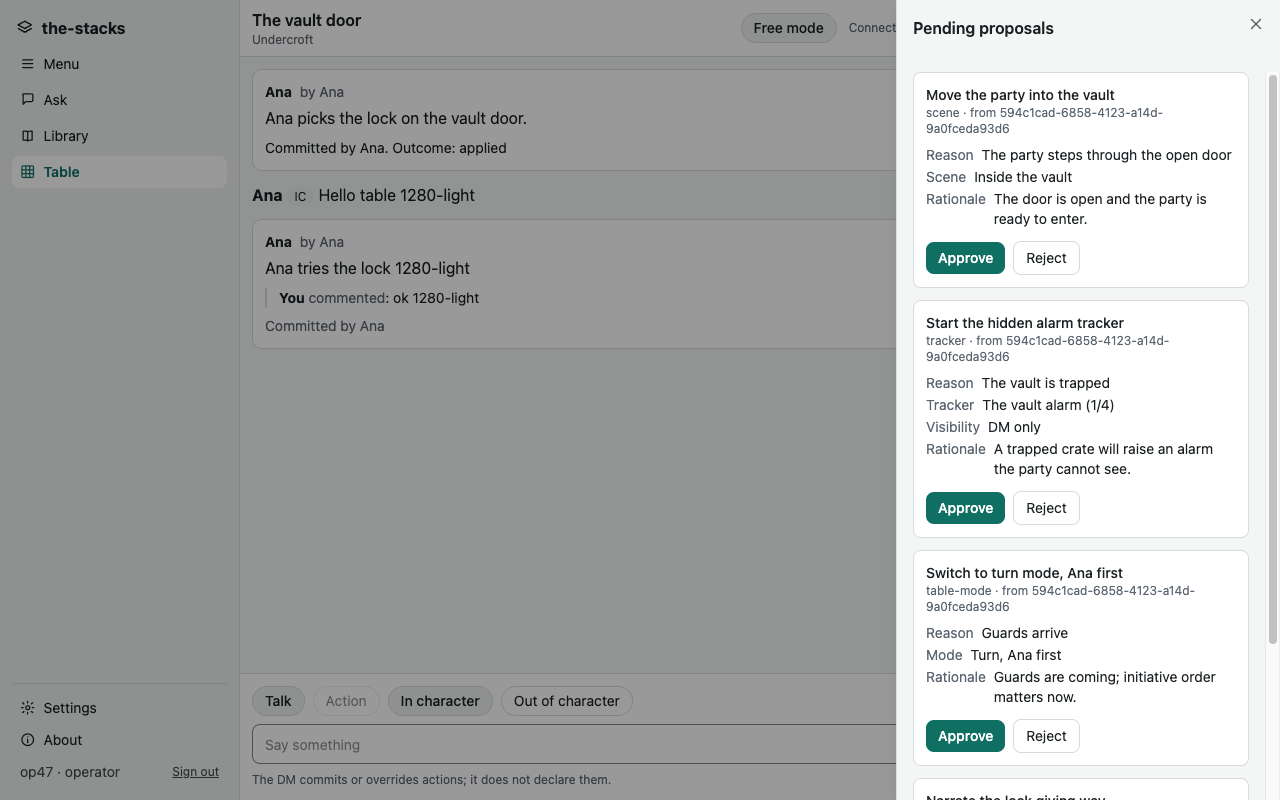 the-stacks
Menu
Ask
Library
Table
Settings
About
op47 · operator
Sign out
The vault door
Undercroft
Free mode
Connect
Ana by Ana
Ana picks the lock on the vault door.
Committed by Ana. Outcome: applied
Ana IC Hello table 1280-light
Ana by Ana
Ana tries the lock 1280-light
You commented: ok 1280-light
Committed by Ana
Talk
Action
In character
Out of character
Say something
The DM commits or overrides actions; it does not declare them.
Pending proposals
Move the party into the vault
scene · from 594c1cad-6858-4123-a14d-
9a0fceda93d6
Reason The party steps through the open door
Scene Inside the vault
Rationale The door is open and the party is
ready to enter.
Approve
Reject
Start the hidden alarm tracker
tracker · from 594c1cad-6858-4123-a14d-
9a0fceda93d6
Reason The vault is trapped
Tracker The vault alarm (1/4)
Visibility DM only
Rationale A trapped crate will raise an alarm
the party cannot see.
Approve
Reject
Switch to turn mode, Ana first
table-mode · from 594c1cad-6858-4123-a14d-
9a0fceda93d6
Reason Guards arrive
Mode Turn, Ana first
Rationale Guards are coming; initiative order
matters now.
Approve
Reject